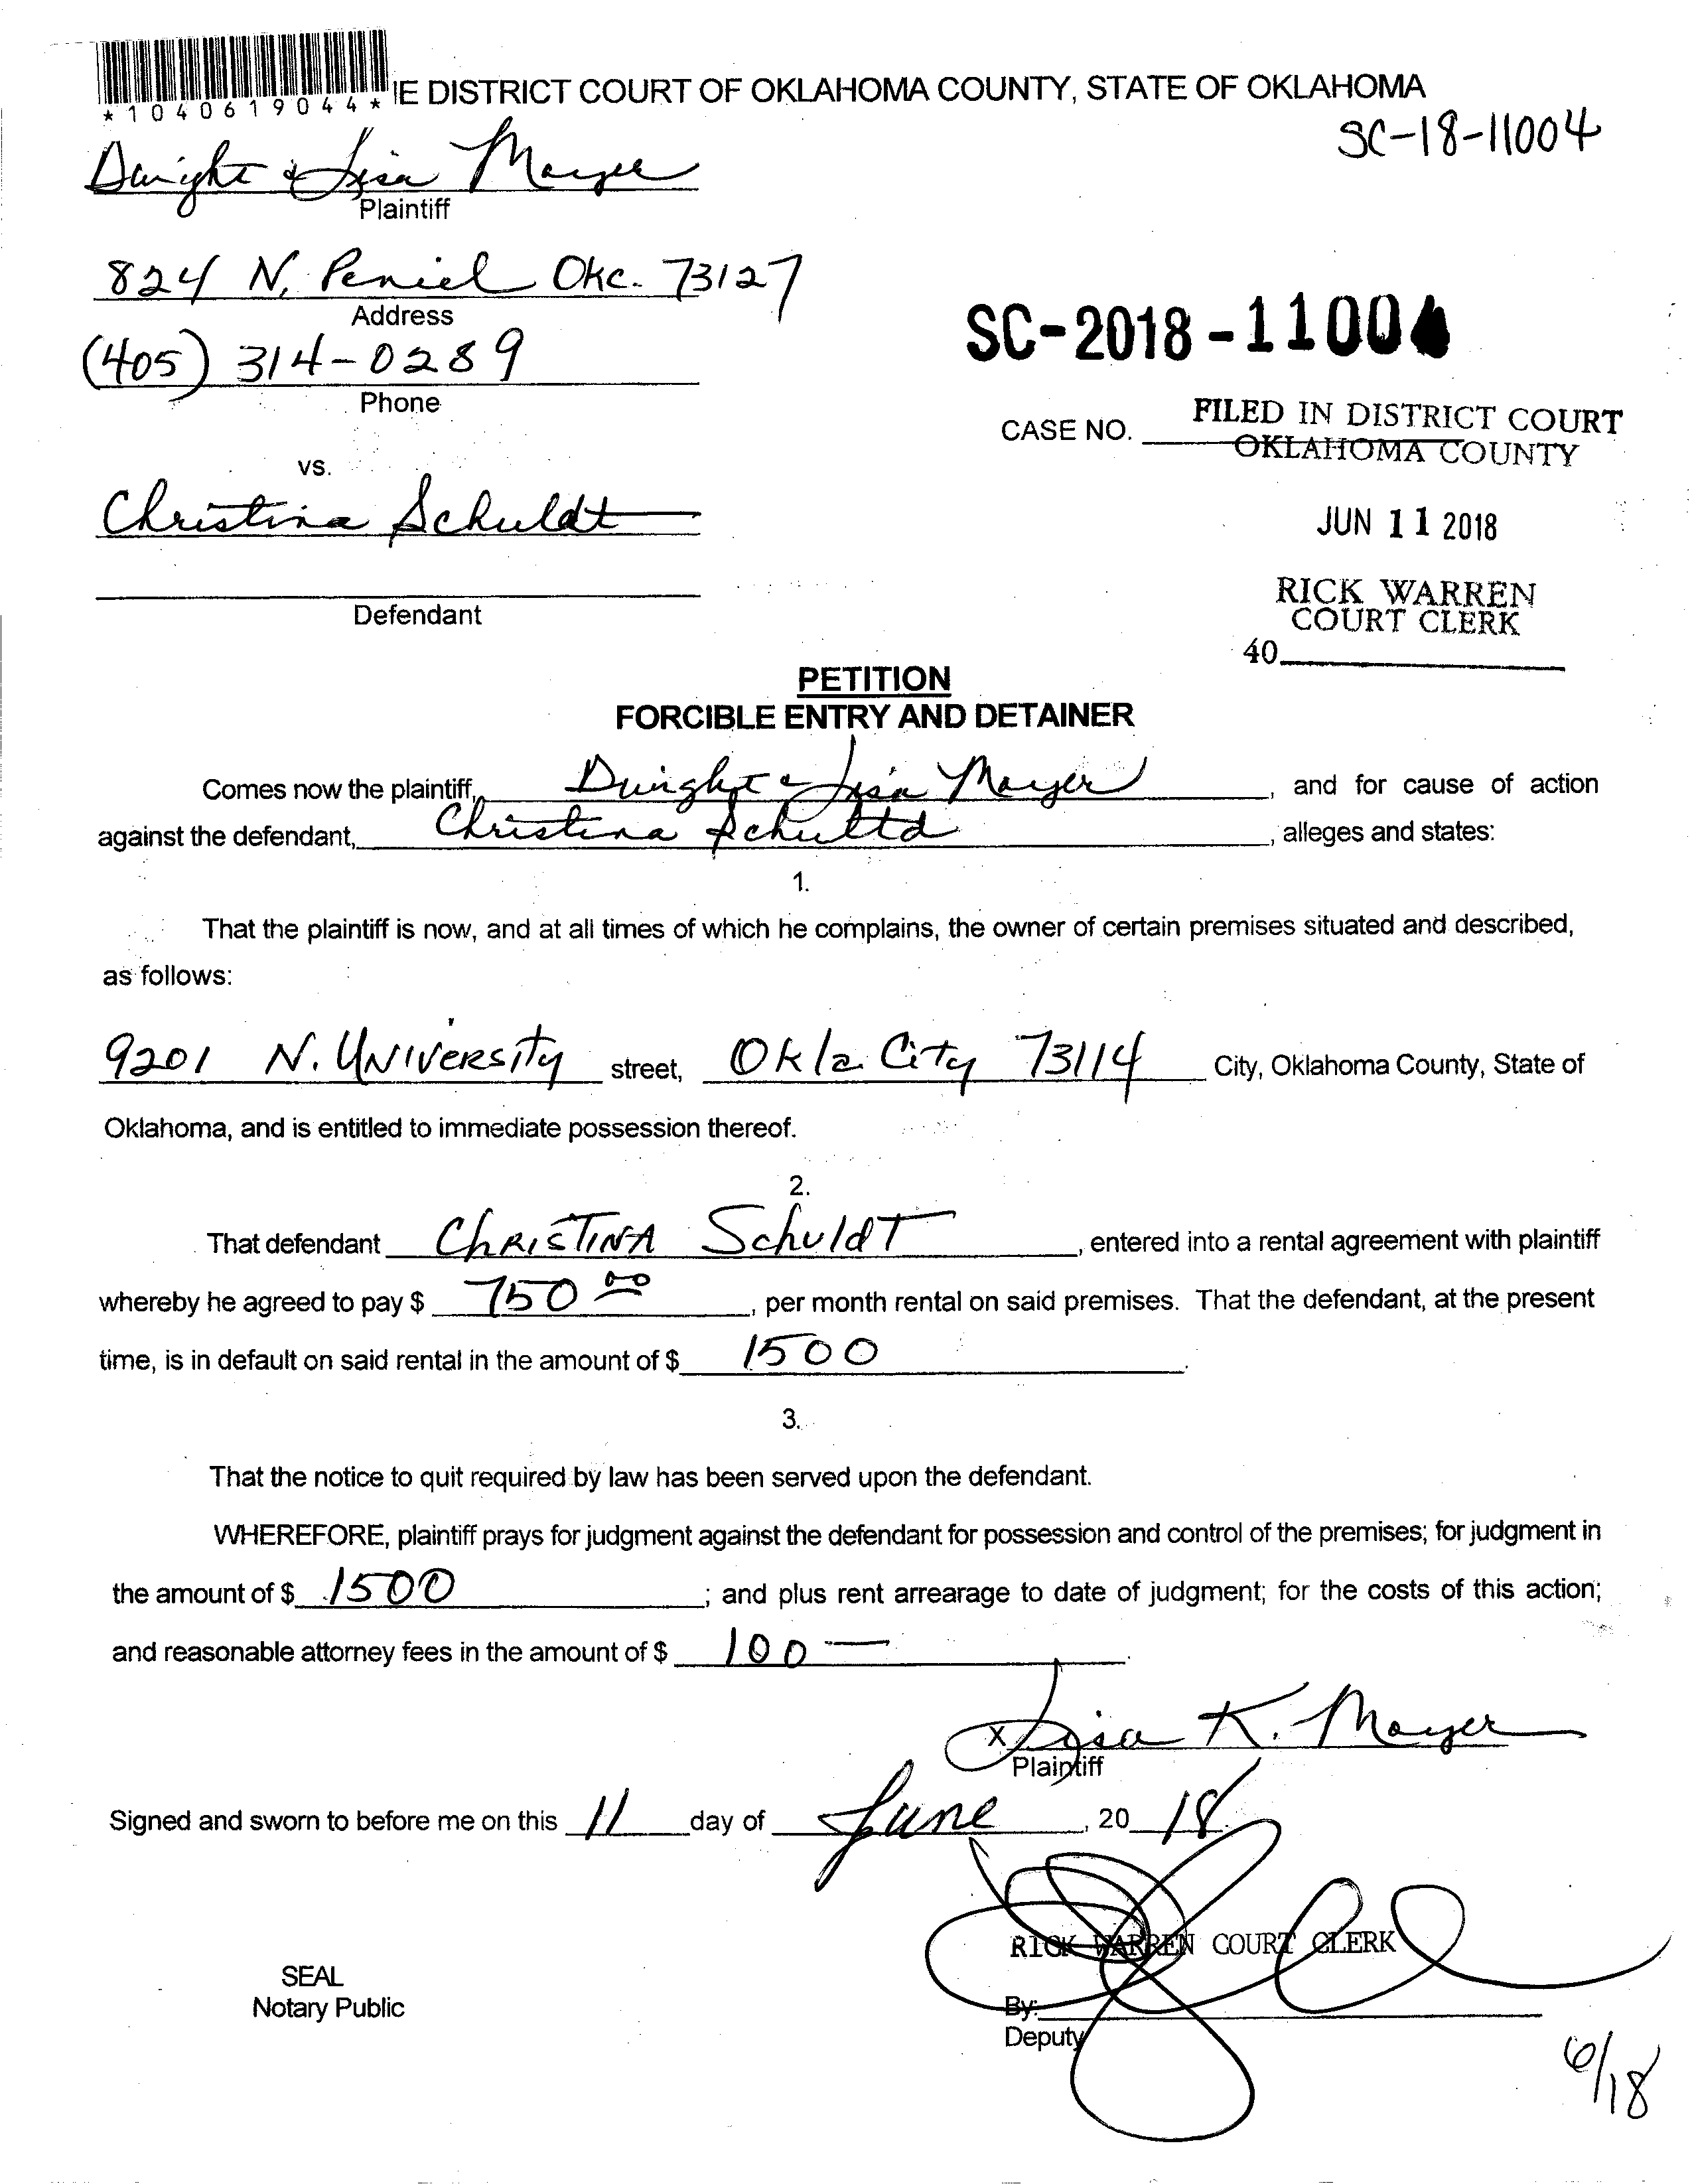 *1040619044* IE DISTRICT COURT OF OKLAHOMA COUNTY, STATE OF OKLAHOMA
SC-18-11004
Dwight & Lisa Mayer
Plaintiff
824 N. Peniel Okc. 73127
Address
SC-2018-11004
(405) 314-0289
Phone
CASE NO. FILED IN DISTRICT COURT
OKLAHOMA COUNTY
vs.
Christina Schuldt
JUN 11 2018
RICK WARREN
COURT CLERK
Defendant
40
PETITION
FORCIBLE ENTRY AND DETAINER
Comes now the plaintiff, Dwight & Lisa Mayer, and for cause of action
against the defendant, Christina Schultd, alleges and states:
1.
That the plaintiff is now, and at all times of which he complains, the owner of certain premises situated and described,
as follows:
9201 N. University street, Okla City 73114 City, Oklahoma County, State of
Oklahoma, and is entitled to immediate possession thereof.
2.
That defendant Christina Schuldt, entered into a rental agreement with plaintiff
whereby he agreed to pay $ 750 00, per month rental on said premises. That the defendant, at the present
time, is in default on said rental in the amount of $ 1500.
3.
That the notice to quit required by law has been served upon the defendant.
WHEREFORE, plaintiff prays for judgment against the defendant for possession and control of the premises; for judgment in
the amount of $ 1500; and plus rent arrearage to date of judgment; for the costs of this action;
and reasonable attorney fees in the amount of $ 100 —.
x Lisa K. Mayer
Plaintiff
Signed and sworn to before me on this 11 day of June, 20 18.
RICK WARREN COURT CLERK
SEAL
Notary Public
By:
Deputy
6/18